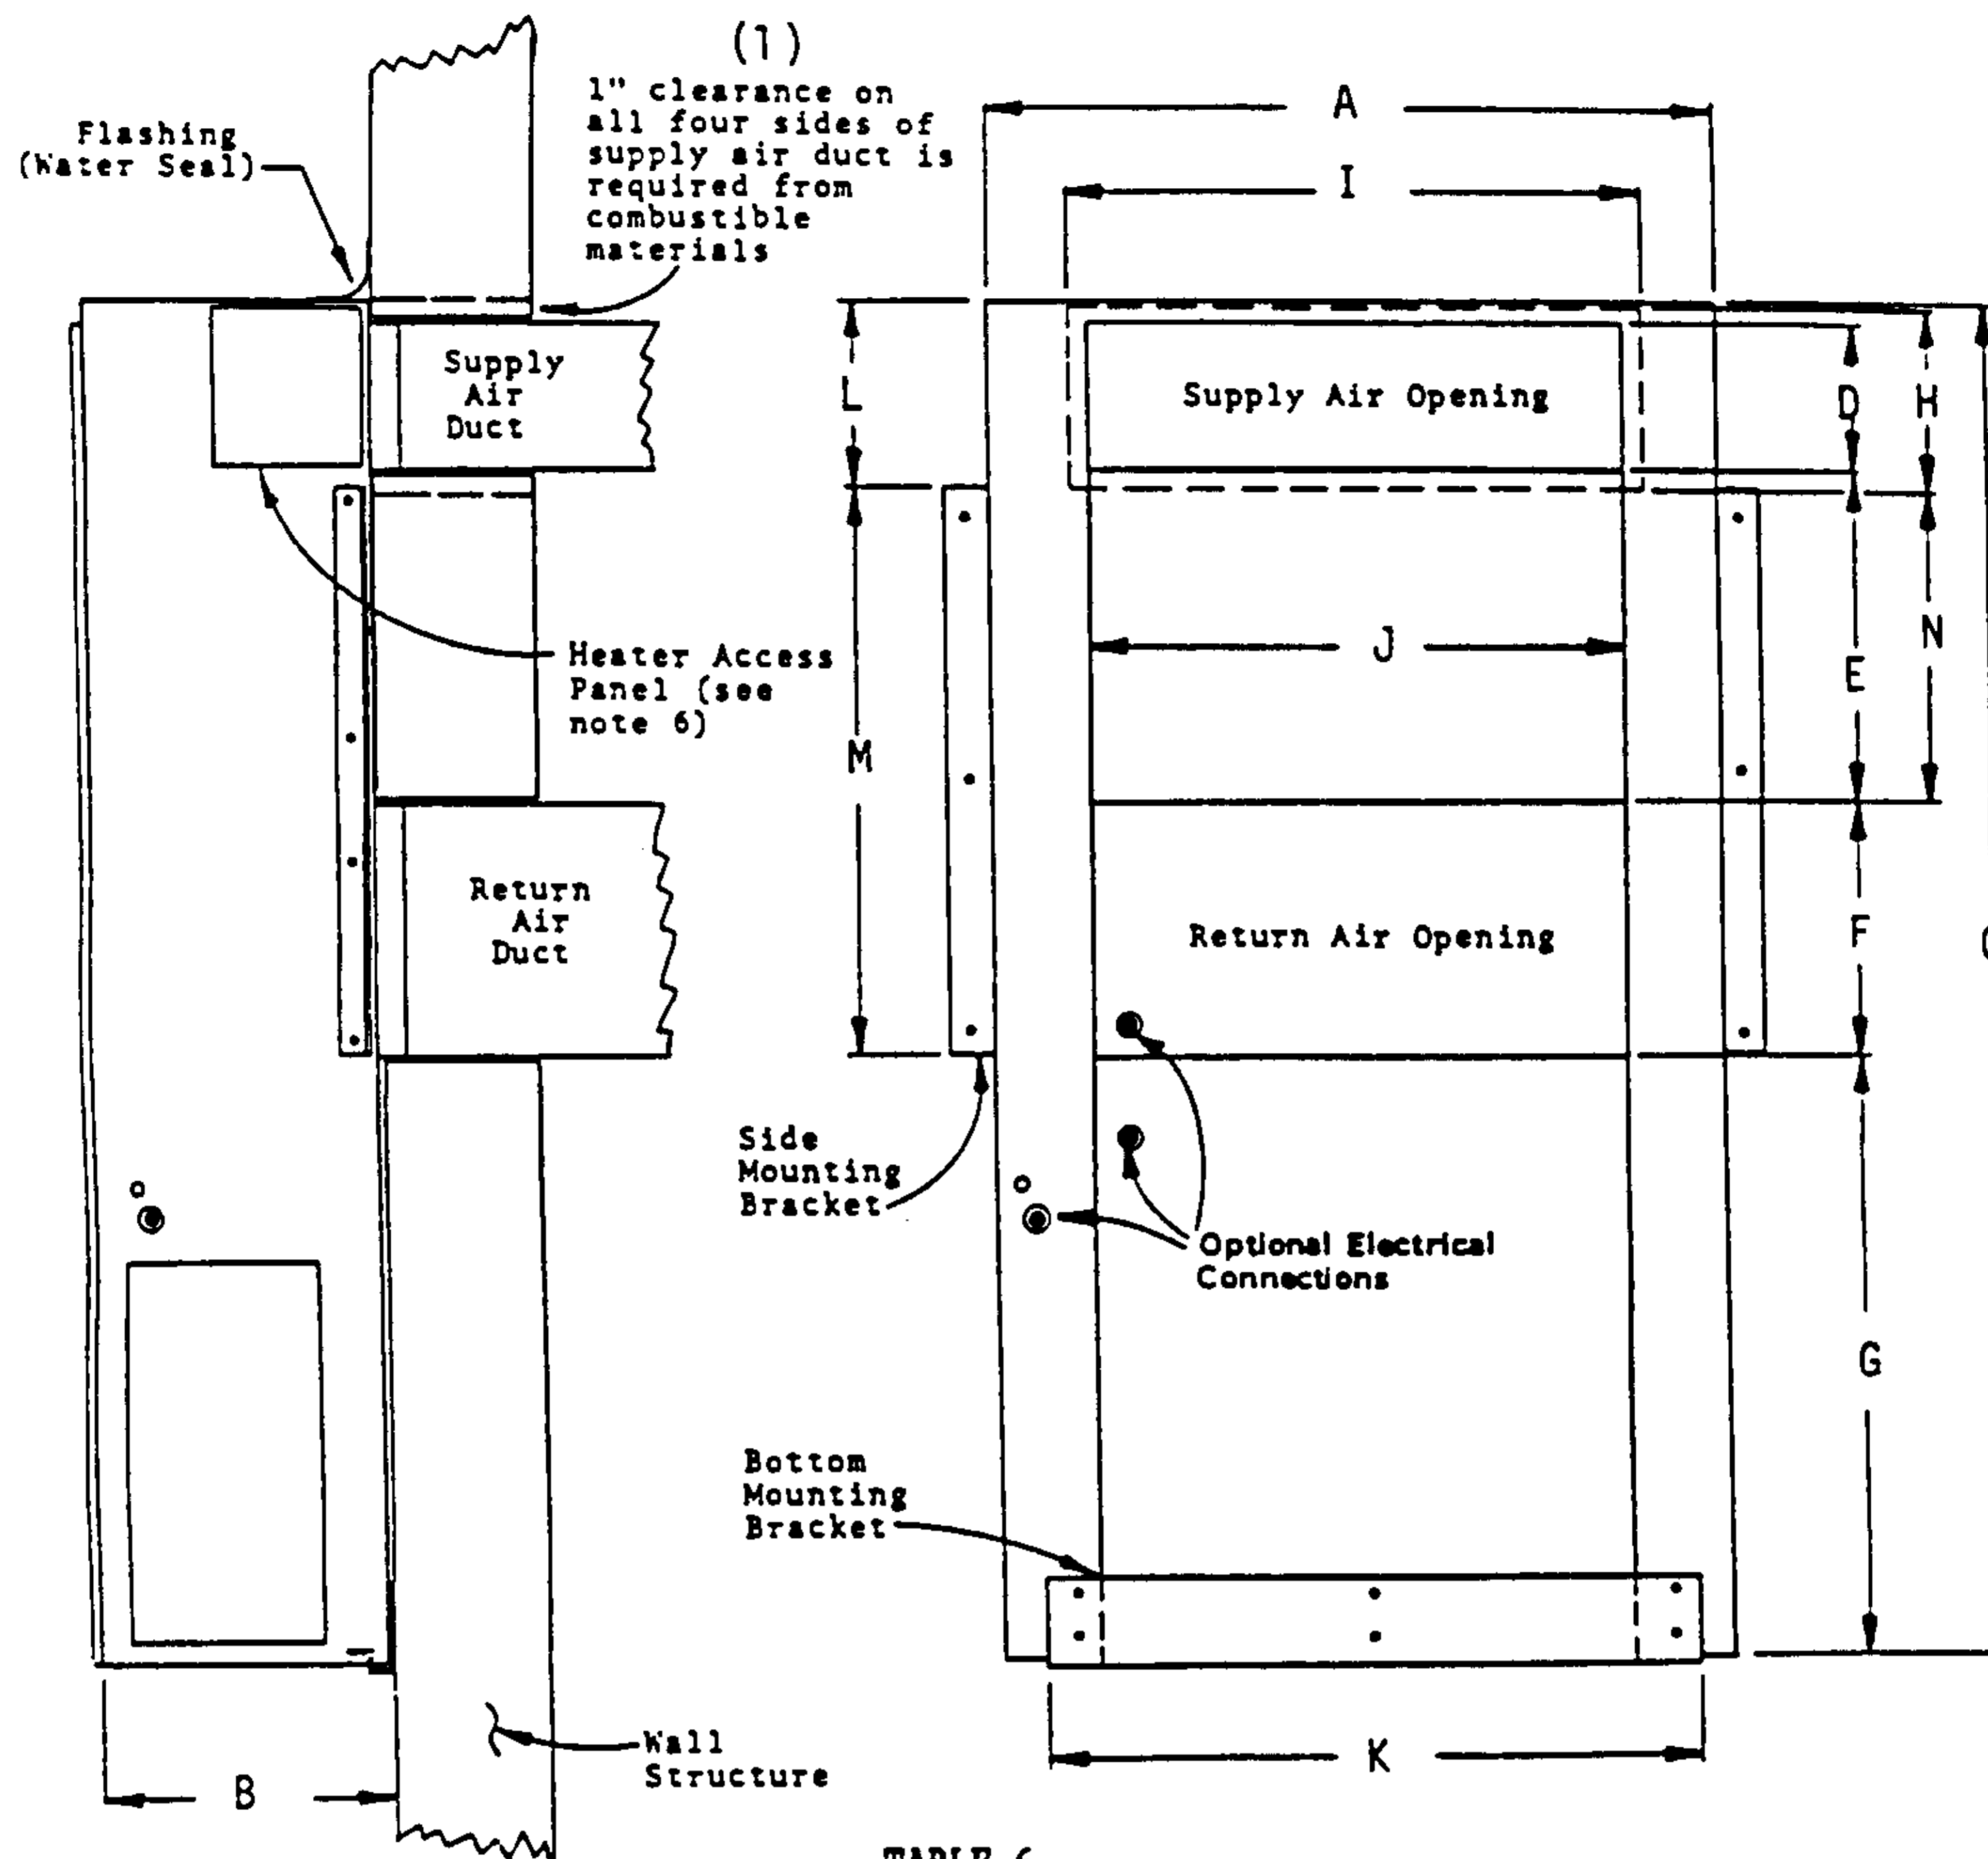 (1)
1" clearance on
all four sides of
supply air duct is
required from
combustible
materials
Flashing
(Water Seal)
A
I
Supply
Air
Duct
L
Supply Air Opening
D
H
Heater Access
Panel (see
note 6)
M
J
E
N
Return
Air
Duct
Return Air Opening
F
Side
Mounting
Bracket
Optional Electrical
Connections
G
Bottom
Mounting
Bracket
Wall
Structure
B
K